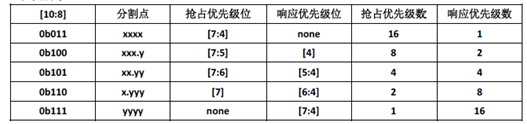 [10:8] 分割点 抢占优先级位 响应优先级位 抢占优先级数 响应优先级数
0b011 xxxx [7:4] none 16 1
0b100 xxx.y [7:5] [4] 8 2
0b101 xx.yy [7:6] [5:4] 4 4
0b110 x.yyy [7] [6:4] 2 8
0b111 yyyy none [7:4] 1 16